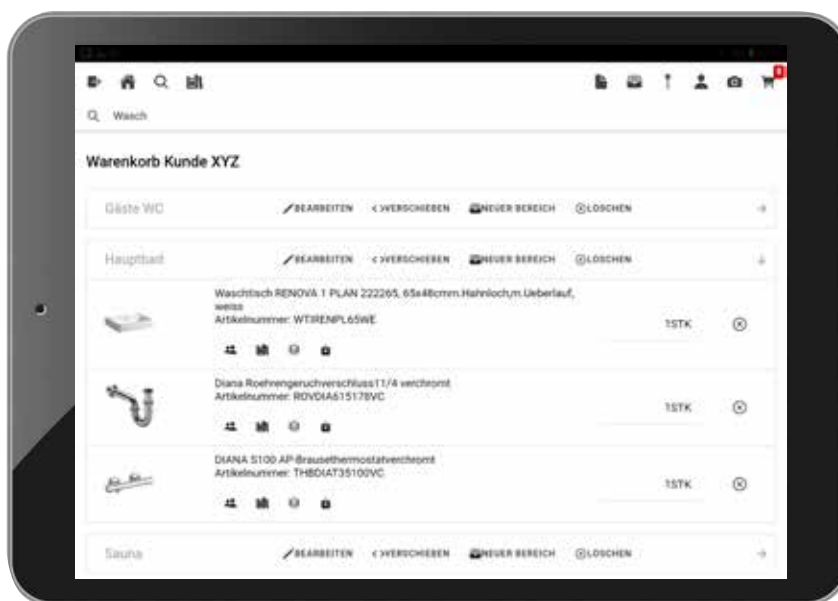 Wasch
Warenkorb Kunde XYZ
Gäste WC BEARBEITEN VERSCHIEBEN NEUER BEREICH LÖSCHEN
Hauptbad BEARBEITEN VERSCHIEBEN NEUER BEREICH LÖSCHEN
Waschtisch RENOVA 1 PLAN 222265, 65x48cmm.Hahnloch,m.Ueberlauf,
weiss
Artikelnummer: WTIRENPL65WE
1STK
Diana Roehrengeruchverschluss11/4 verchromt
Artikelnummer: ROVDIA615178VC
1STK
DIANA S100 AP-Brausethermostatverchromt
Artikelnummer: THBDIAT35100VC
1STK
Sauna BEARBEITEN VERSCHIEBEN NEUER BEREICH LÖSCHEN